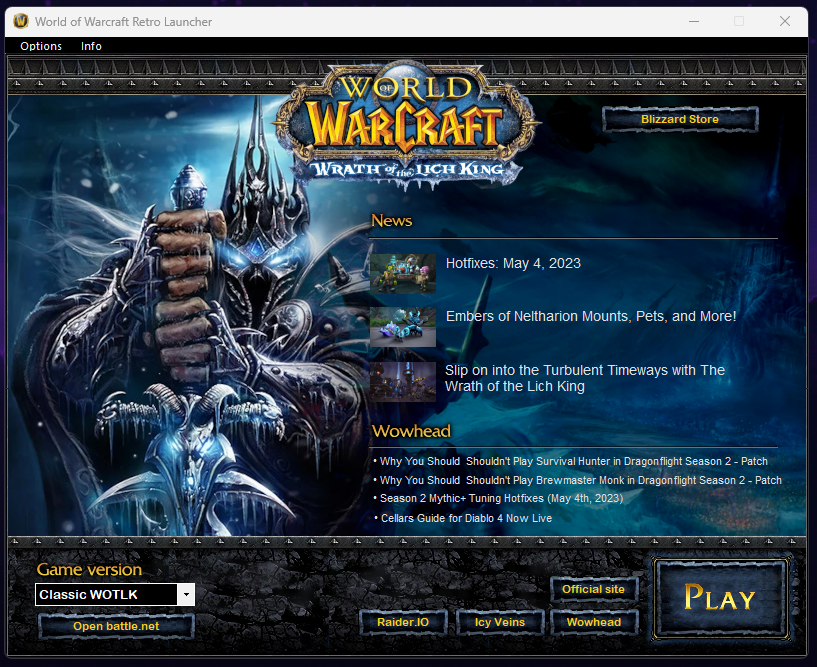 World of Warcraft Retro Launcher
Options Info
WORLD
OF
WARCRAFT
WRATH of the LICH KING
Blizzard Store
News
Hotfixes: May 4, 2023
Embers of Neltharion Mounts, Pets, and More!
Slip on into the Turbulent Timeways with The
Wrath of the Lich King
Wowhead
• Why You Should  Shouldn't Play Survival Hunter in Dragonflight Season 2 - Patch
• Why You Should  Shouldn't Play Brewmaster Monk in Dragonflight Season 2 - Patch
• Season 2 Mythic+ Tuning Hotfixes (May 4th, 2023)
• Cellars Guide for Diablo 4 Now Live
Game version
Classic WOTLK
Open battle.net
Official site
Raider.IO Icy Veins Wowhead
PLAY